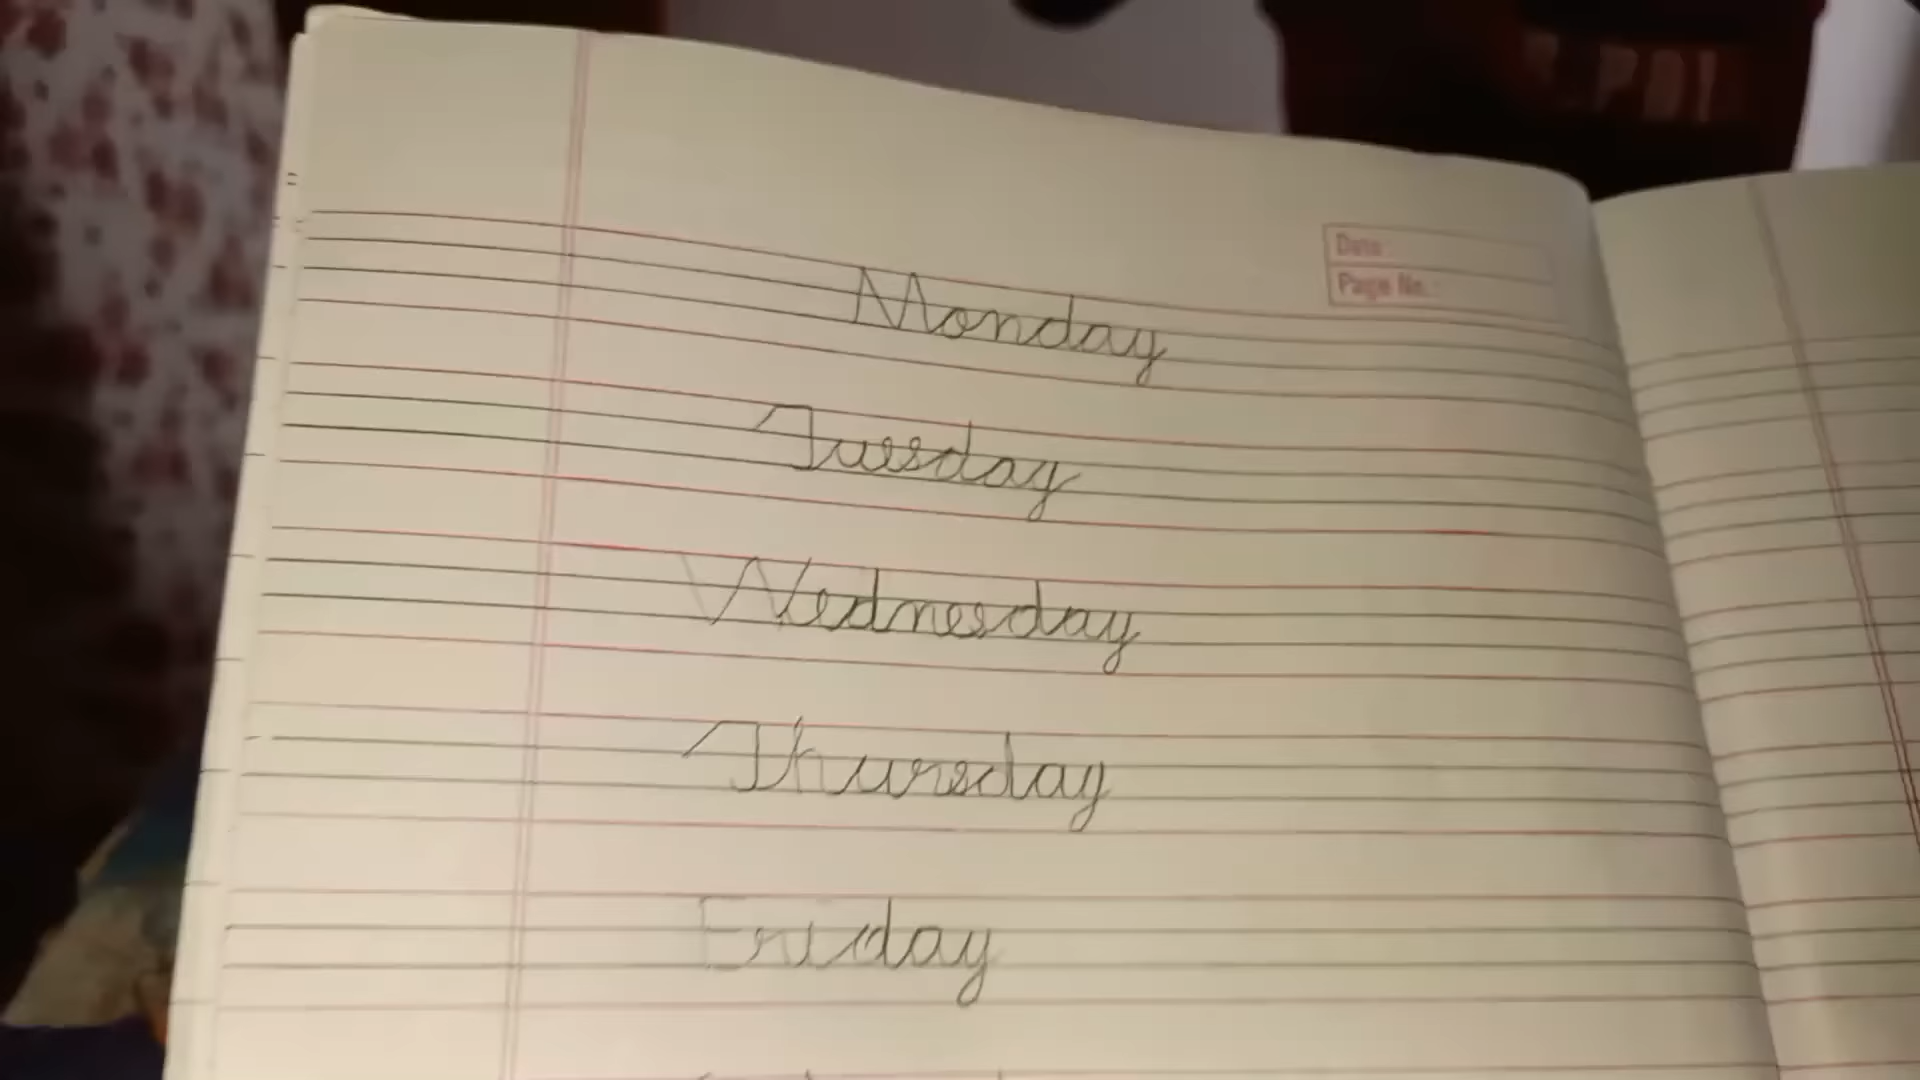 Date :
Page No. :
Monday
Tuesday
Wednesday
Thursday
Friday